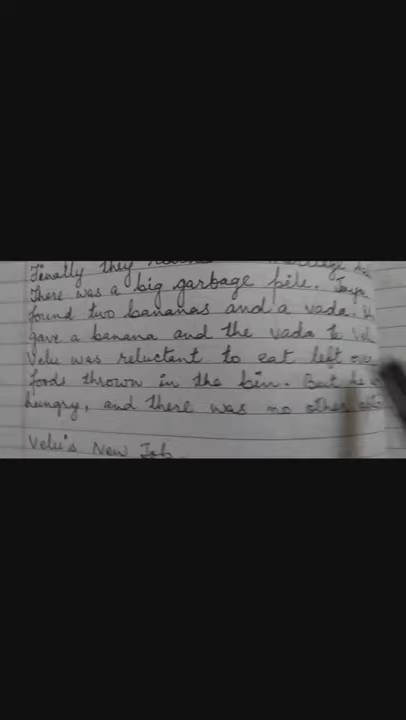 Finally they
There was a big garbage pile. Jaya
found two bananas and a vada.
gave a banana and the vada to
Velu was reluctant to eat left
foods thrown in the bin. But he
hungry, and there was no other
Velu's New Job